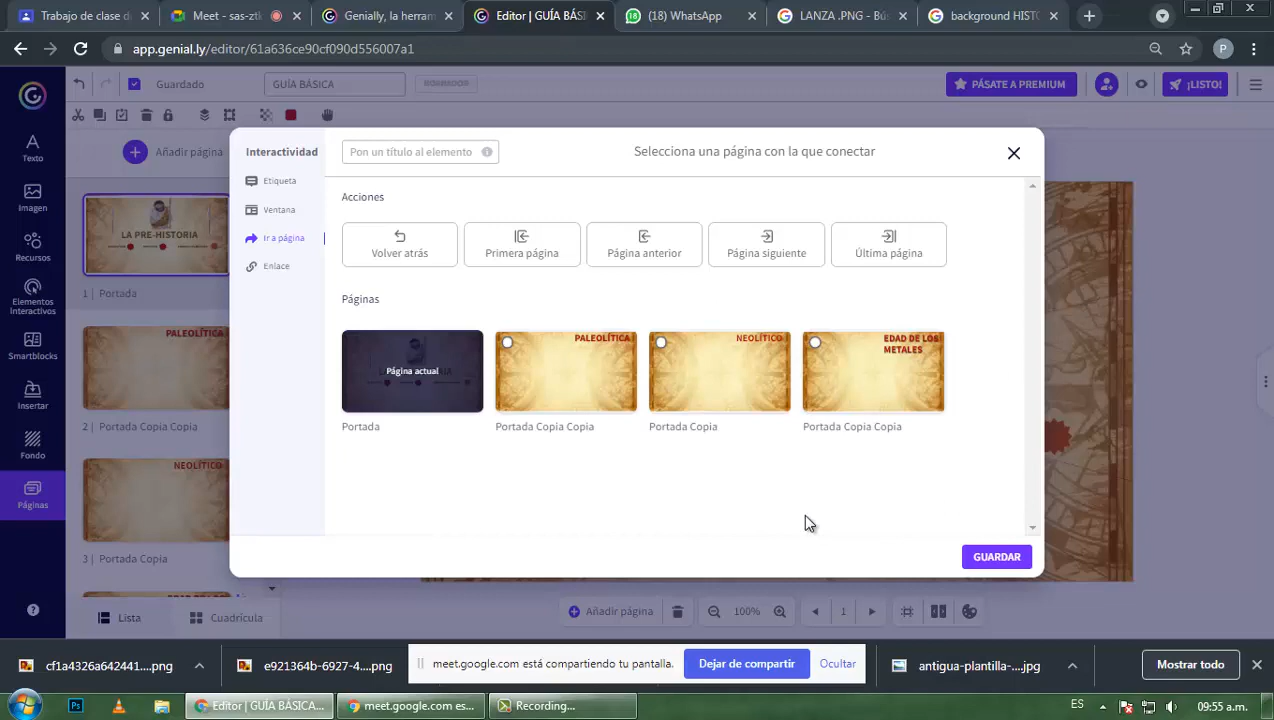 Tu trabajo de clase d
Meet - sas-ztk
Genially, la herram
Editor | GUÍA BÁSI
(18) WhatsApp
LANZA .PNG - Bús
background HISTO
app.genial.ly/editor/61a636ce90cf090d556007a1
P
Guardado
GUÍA BÁSICA
BORRADOR
PÁSATE A PREMIUM
¡LISTO!
Texto
Imagen
Recursos
Elementos
Interactivos
Smartblocks
Insertar
Fondo
Páginas
Añadir página
LA PRE-HISTORIA
1 | Portada
PALEOLÍTICA
2 | Portada Copia Copia
NEOLÍTICO
3 | Portada Copia
Lista
Cuadrícula
Interactividad
Etiqueta
Ventana
Ir a página
Enlace
Pon un título al elemento
Selecciona una página con la que conectar
Acciones
Volver atrás
Primera página
Página anterior
Página siguiente
Última página
Páginas
Página actual
PALEOLÍTICA
NEOLÍTICO
EDAD DE LOS
METALES
Portada
Portada Copia Copia
Portada Copia
Portada Copia Copia
GUARDAR
Añadir página
100%
1
cf1a4326a642441....png
e921364b-6927-4....png
meet.google.com está compartiendo tu pantalla.
Dejar de compartir
Ocultar
antigua-plantilla-....jpg
Mostrar todo
Ps
Editor | GUÍA BÁSICA...
meet.google.com es...
Recording...
ES
09:55 a.m.